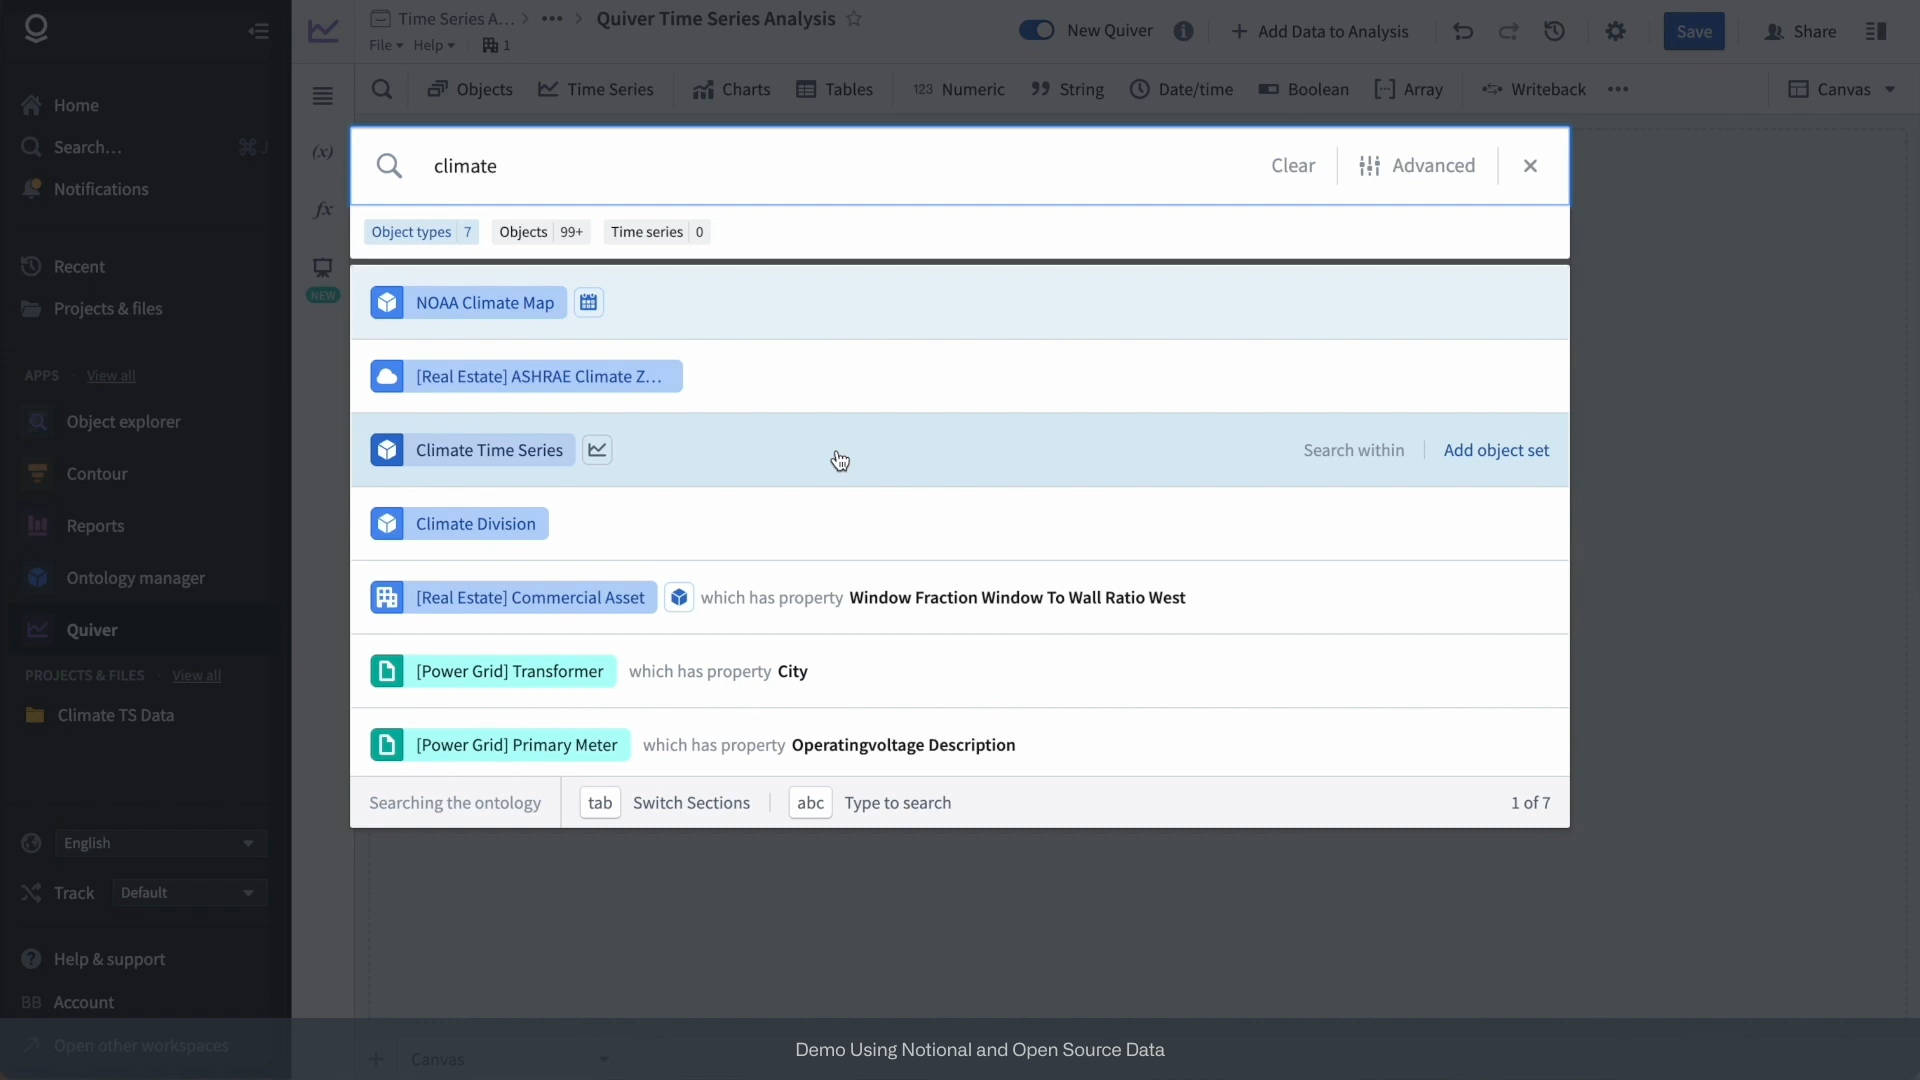 Time Series A... > ••• > Quiver Time Series Analysis
File Help 1
New Quiver
Add Data to Analysis
Save
Share
Home
Search...
⌘ J
Notifications
Recent
Projects & files
APPS · View all
Object explorer
Contour
Reports
Ontology manager
Quiver
PROJECTS & FILES · View all
Climate TS Data
English
Track Default
Help & support
BB Account
Open other workspaces
(x)
fx
NEW
Objects
Time Series
Charts
Tables
123 Numeric
String
Date/time
Boolean
[·] Array
Writeback
•••
Canvas
climate
Clear
Advanced
Object types 7
Objects 99+
Time series 0
NOAA Climate Map
[Real Estate] ASHRAE Climate Z...
Climate Time Series
Search within
Add object set
Climate Division
[Real Estate] Commercial Asset which has property Window Fraction Window To Wall Ratio West
[Power Grid] Transformer which has property City
[Power Grid] Primary Meter which has property Operatingvoltage Description
Searching the ontology
tab Switch Sections
abc Type to search
1 of 7
+ Canvas
Demo Using Notional and Open Source Data